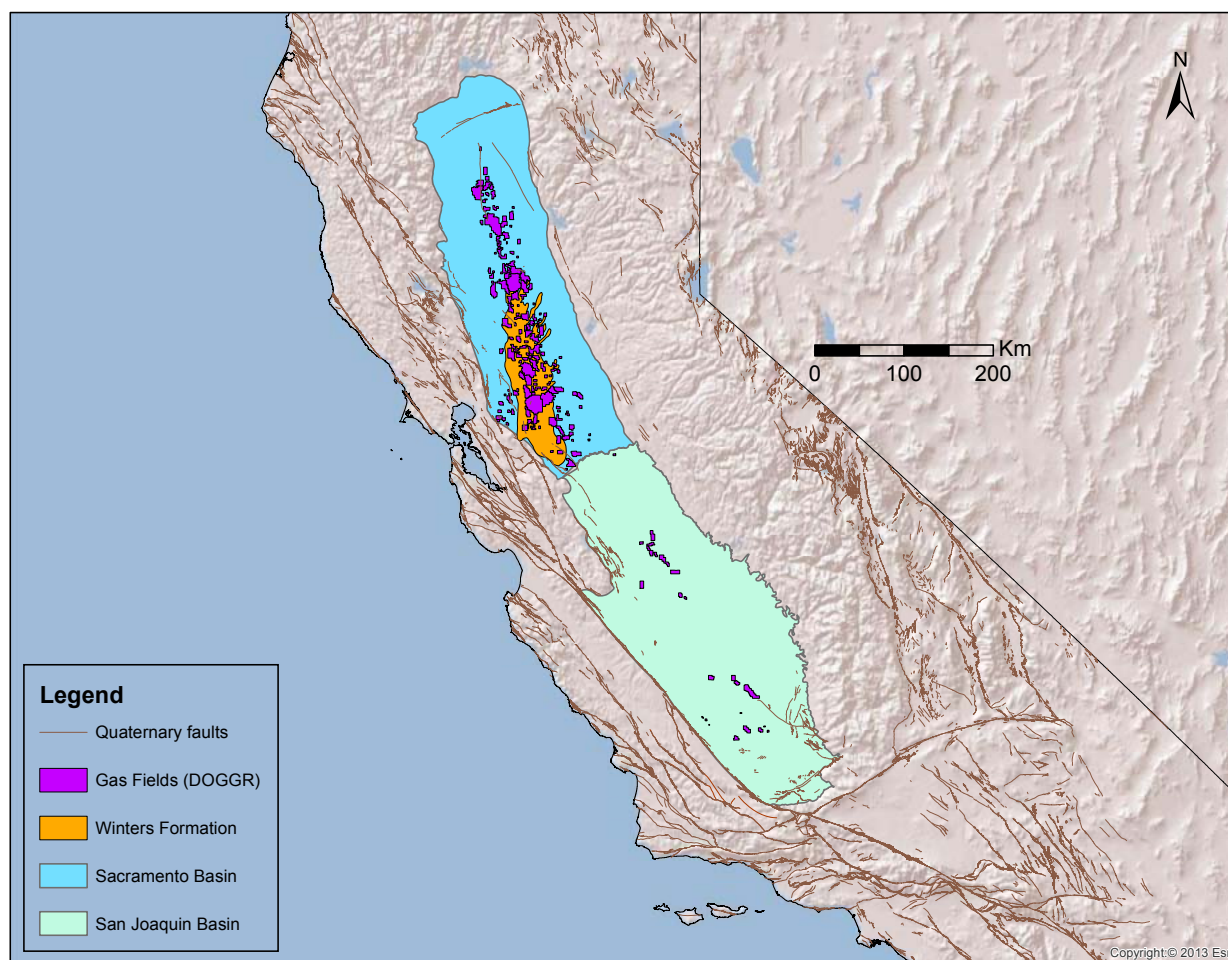 N
Km
0 100 200
Legend
Quaternary faults
Gas Fields (DOGGR)
Winters Formation
Sacramento Basin
San Joaquin Basin
Copyright:© 2013